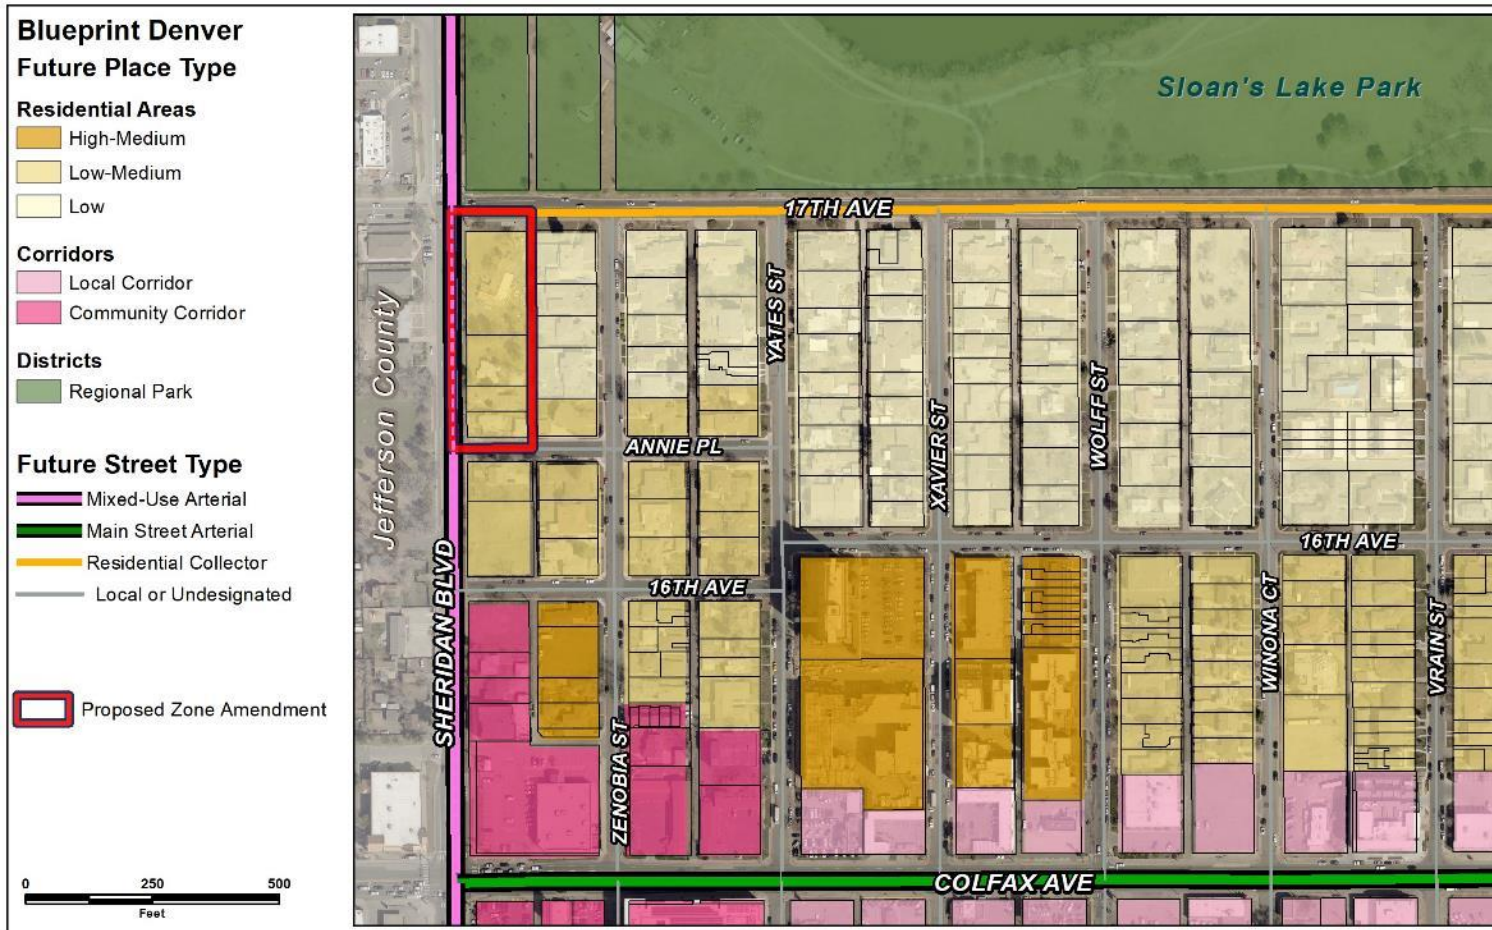 Blueprint Denver
Future Place Type
Residential Areas
High-Medium
Low-Medium
Low
Corridors
Local Corridor
Community Corridor
Districts
Regional Park
Future Street Type
Mixed-Use Arterial
Main Street Arterial
Residential Collector
Local or Undesignated
Proposed Zone Amendment
0 250 500
Feet
Sloan's Lake Park
17TH AVE
Jefferson County
YATES ST
ANNIE PL
XAVIER ST
WOLFF ST
16TH AVE
SHERIDAN BLVD
16TH AVE
WINONA CT
VRAIN ST
ZENOBIA ST
COLFAX AVE